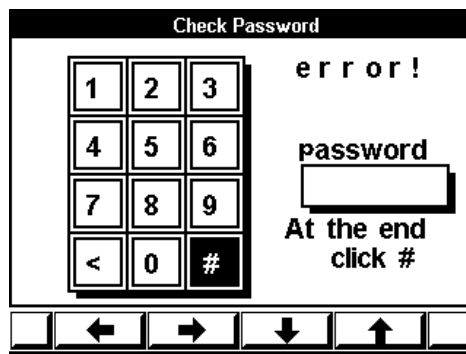 Check Password
error!
1 2 3
4 5 6
password
7 8 9
At the end
click #
< 0 #